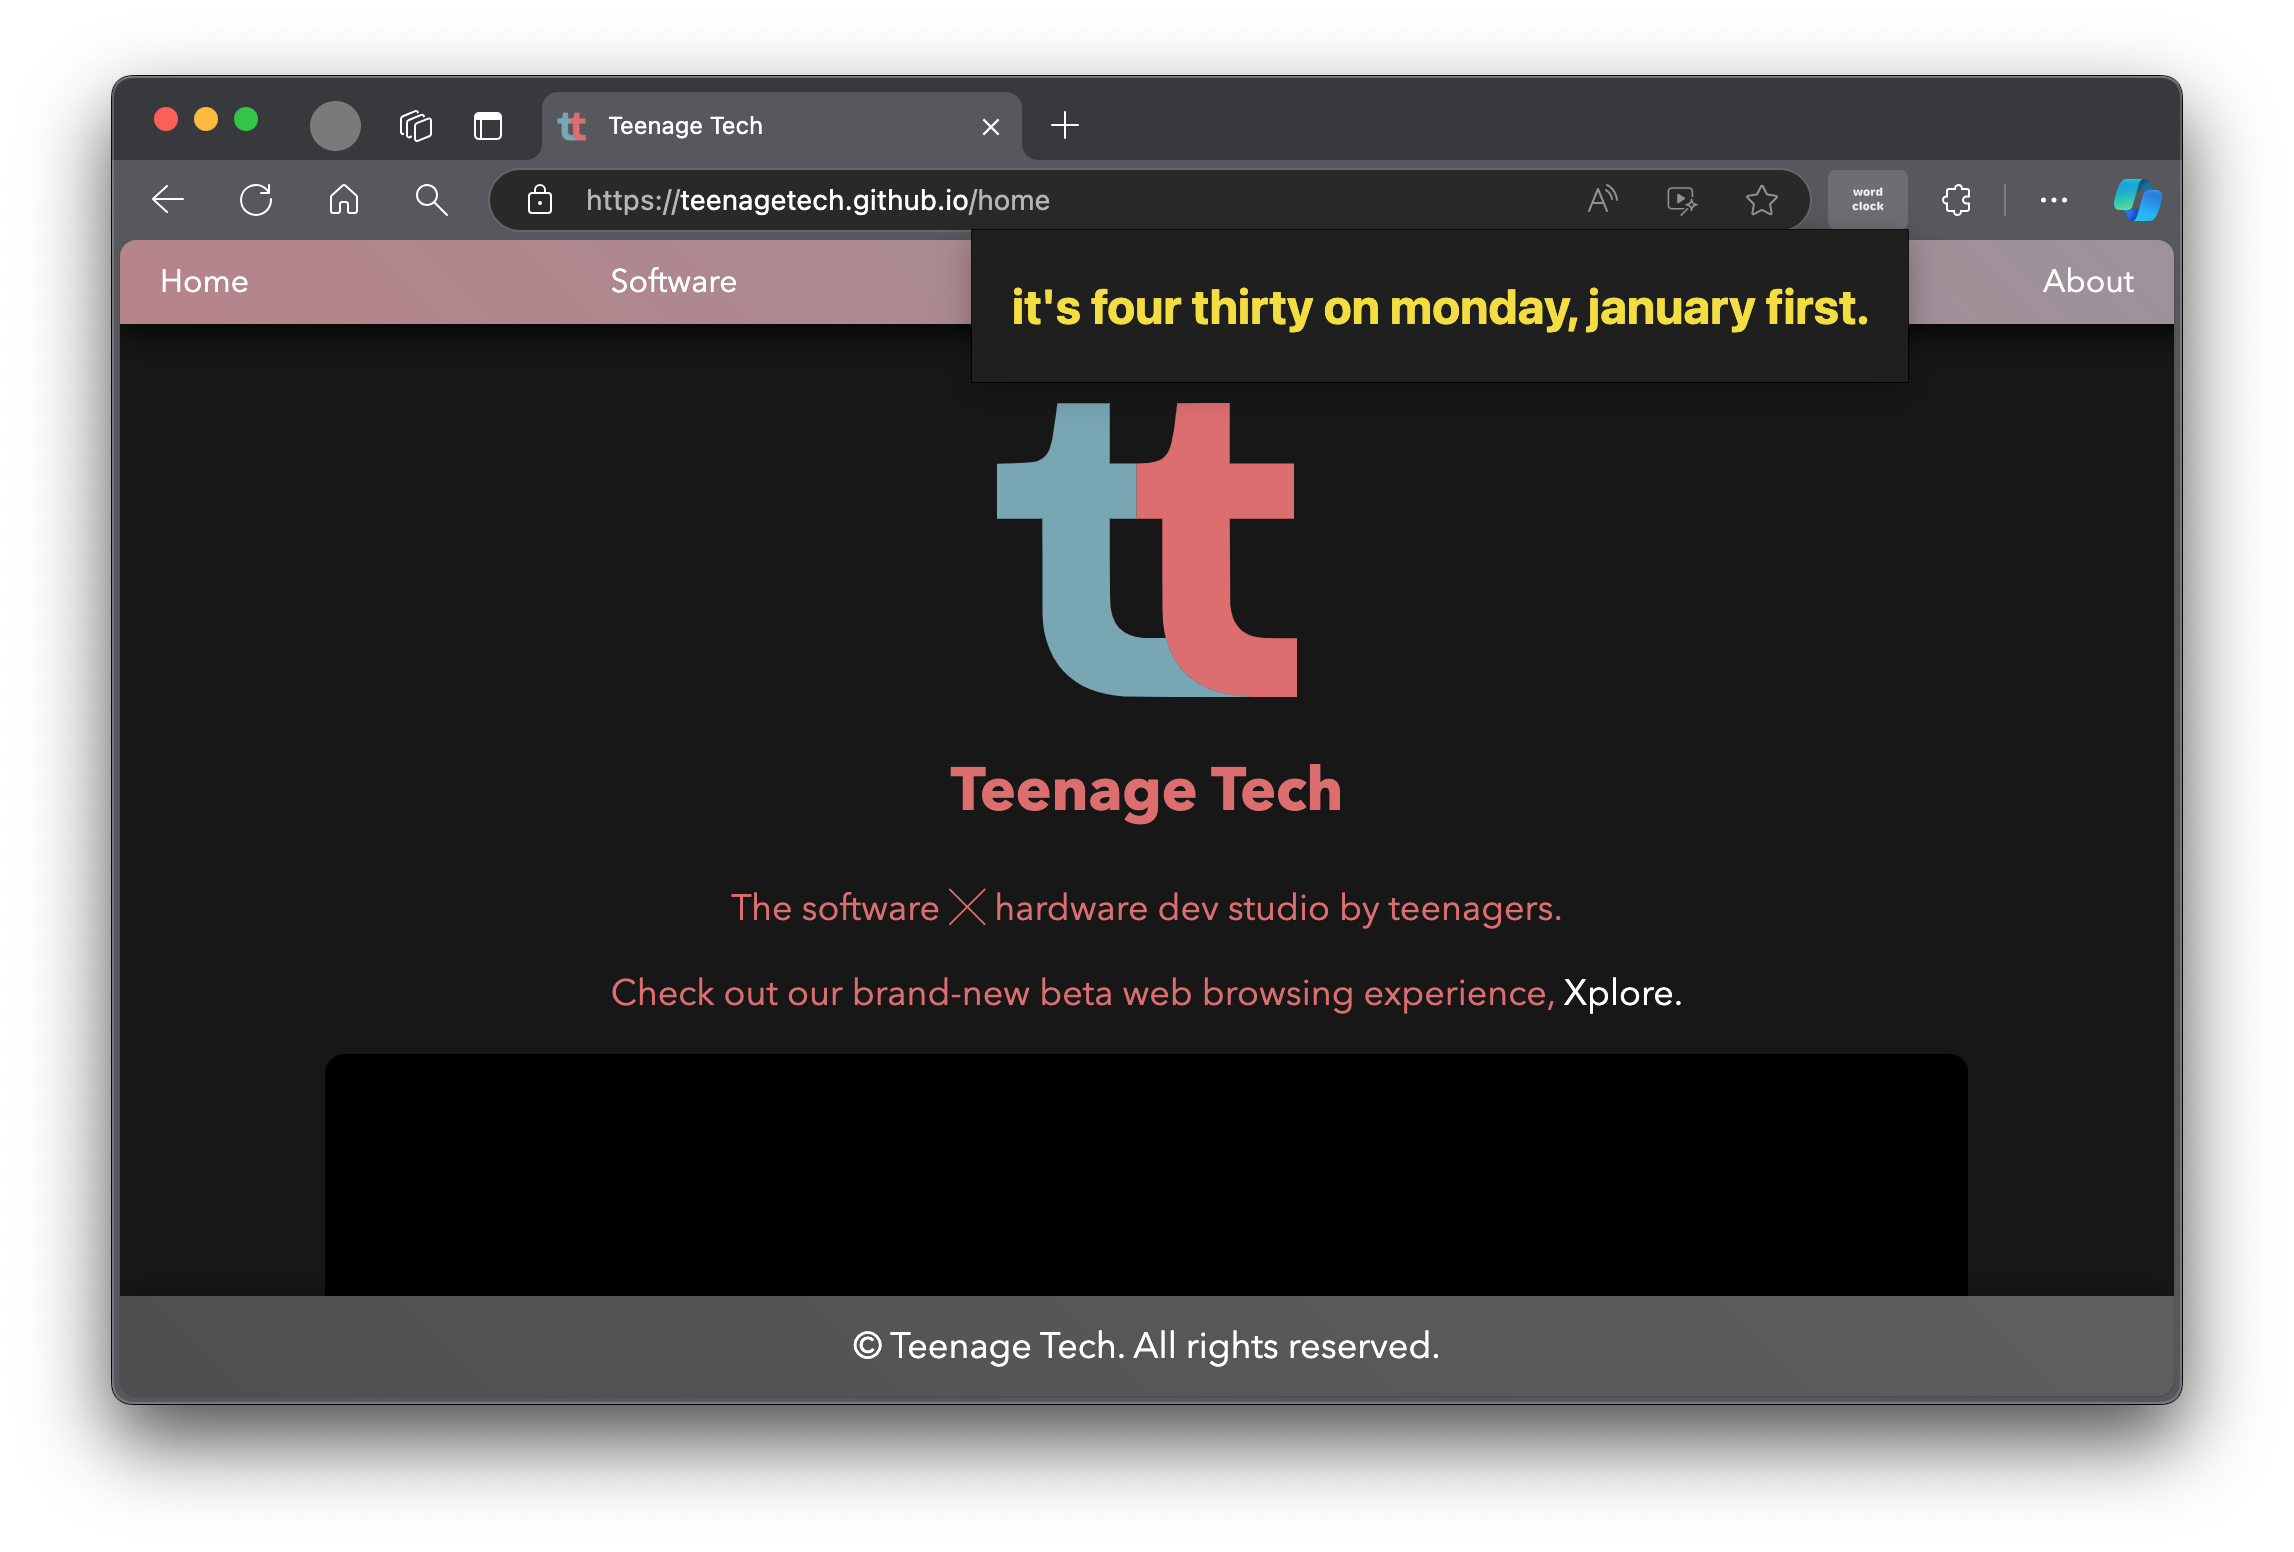 Teenage Tech
https://teenagetech.github.io/home
word
clock
Home
Software
About
it's four thirty on monday, january first.
tt
Teenage Tech
The software X hardware dev studio by teenagers.
Check out our brand-new beta web browsing experience, Xplore.
© Teenage Tech. All rights reserved.